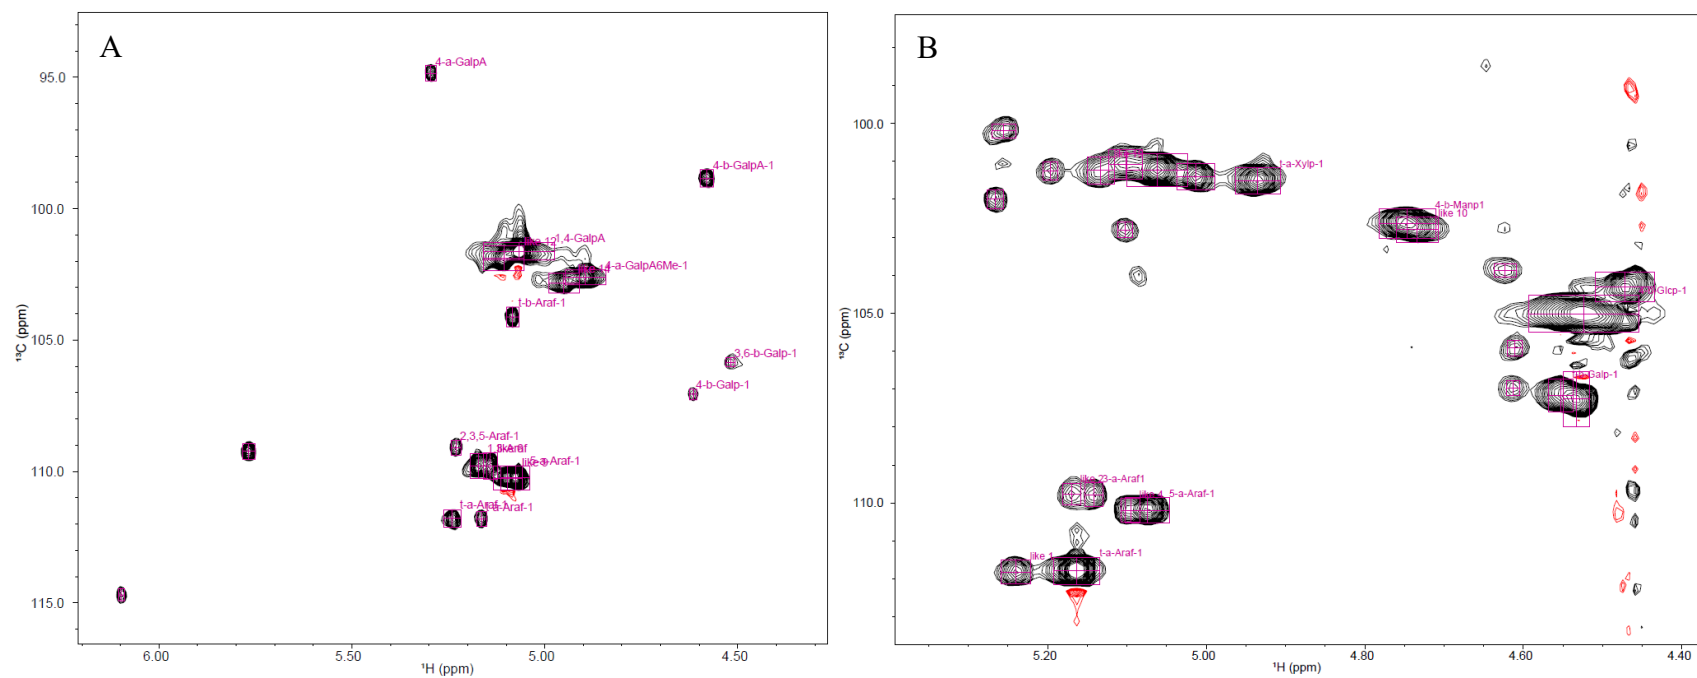 A
4-a-GalpA
95.0
4-b-GalpA-1
100.0
1,4-GalpA
4-a-GalpA6Me-1
t-b-Araf-1
105.0
¹³C (ppm)
3,6-b-Galp-1
4-b-Galp-1
2,3,5-Araf-1
110.0
5-a-Araf-1
t-a-Araf-1
a-Araf-1
115.0
6.00 5.50 5.00 4.50
¹H (ppm)
B
100.0
t-a-Xylp-1
4-b-Manp1
like 10
Glcp-1
105.0
¹³C (ppm)
b-Galp-1
like 23-a-Araf1
110.0
like 4 5-a-Araf-1
like 1
t-a-Araf-1
5.20 5.00 4.80 4.60 4.40
¹H (ppm)